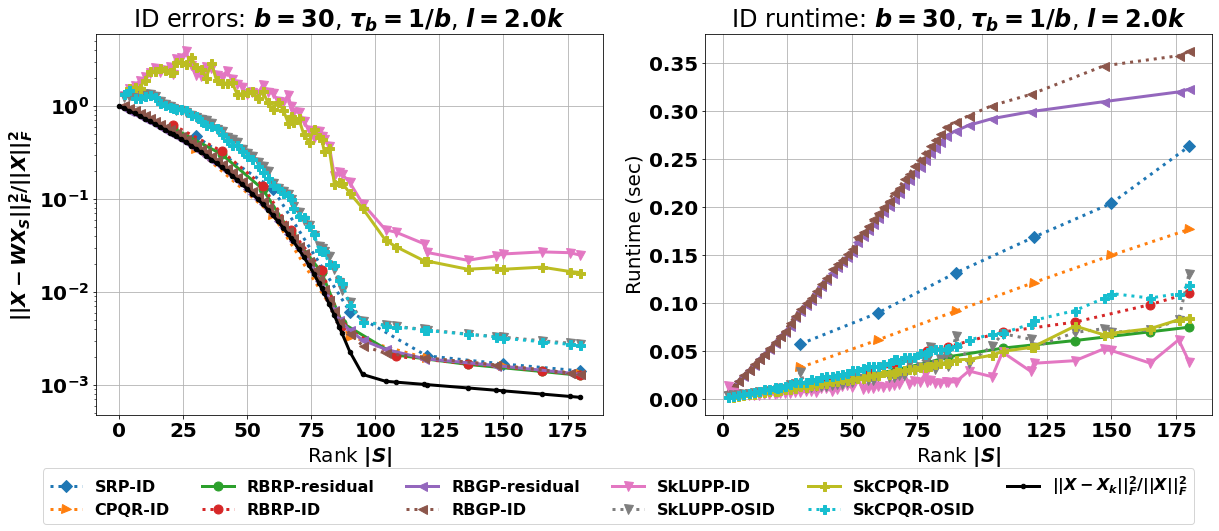 ID errors: b = 30, τ_b = 1/b, l = 2.0k
ID runtime: b = 30, τ_b = 1/b, l = 2.0k
||X − WX_S||²_F/||X||²_F
10⁰
10⁻¹
10⁻²
10⁻³
0 25 50 75 100 125 150 175
Rank |S|
Runtime (sec)
0.35
0.30
0.25
0.20
0.15
0.10
0.05
0.00
0 25 50 75 100 125 150 175
Rank |S|
SRP-ID
CPQR-ID
RBRP-residual
RBRP-ID
RBGP-residual
RBGP-ID
SkLUPP-ID
SkLUPP-OSID
SkCPQR-ID
SkCPQR-OSID
||X − X_k||²_F/||X||²_F